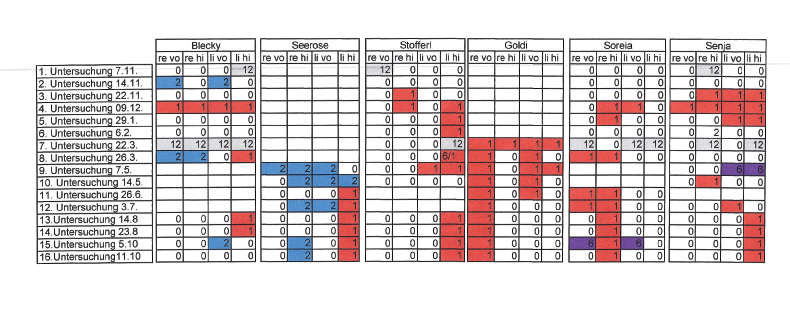 Blecky Seerose Stofferl Goldi Soreia Senja
re vo re hi li vo li hi re vo re hi li vo li hi re vo re hi li vo li hi re vo re hi li vo li hi re vo re hi li vo li hi re vo re hi li vo li hi
1. Untersuchung 7.11. 0 0 0 12 12 0 0 0 0 0 0 0 0 12 0 0
2. Untersuchung 14.11. 2 0 2 0 0 0 0 0 0 0 0 0 0 0 0 0
3. Untersuchung 22.11. 0 0 0 0 0 1 0 0 0 0 0 0 0 1 1 1
4. Untersuchung 09.12. 1 1 1 1 0 1 0 1 0 1 1 0 1 1 1 1
5. Untersuchung 29.1. 0 0 0 0 0 0 0 1 0 1 0 0 0 1 1 1
6. Untersuchung 6.2. 0 0 0 0 0 0 0 1 0 0 0 0 0 2 0 0
7. Untersuchung 22.3. 12 12 12 12 0 0 0 12 1 1 1 1 12 0 12 12 12 0 0 12
8. Untersuchung 26.3. 2 2 0 1 0 0 0 6/1 1 0 1 0 1 1 0 0 0 0 0 0
9. Untersuchung 7.5. 2 2 2 0 0 0 1 1 1 0 1 1 0 0 6 6
10. Untersuchung 14.5. 2 2 2 0 0 0 0 1 0 1 0 0 1 0 0
11. Untersuchung 26.6. 1 1 0 1 0 1 1 0 0
12. Untersuchung 3.7. 2 2 1 1 0 0 0 1 1 0 0 0 0 1 0
13.Untersuchung 14.8 0 0 0 1 0 0 0 1 0 0 0 1 1 0 0 0 0 1 0 0 0 0 0 1
14.Untersuchung 23.8 0 0 0 1 0 0 0 1 0 0 0 1 1 0 0 0 0 1 0 0 0 0 0 1
15.Untersuchung 5.10 0 0 2 0 0 2 0 1 0 0 0 1 1 0 0 0 6 1 6 0 0 0 0 1
16.Untersuchung11.10 0 0 0 0 0 2 0 1 0 0 0 1 1 0 0 0 0 1 0 0 0 0 0 1